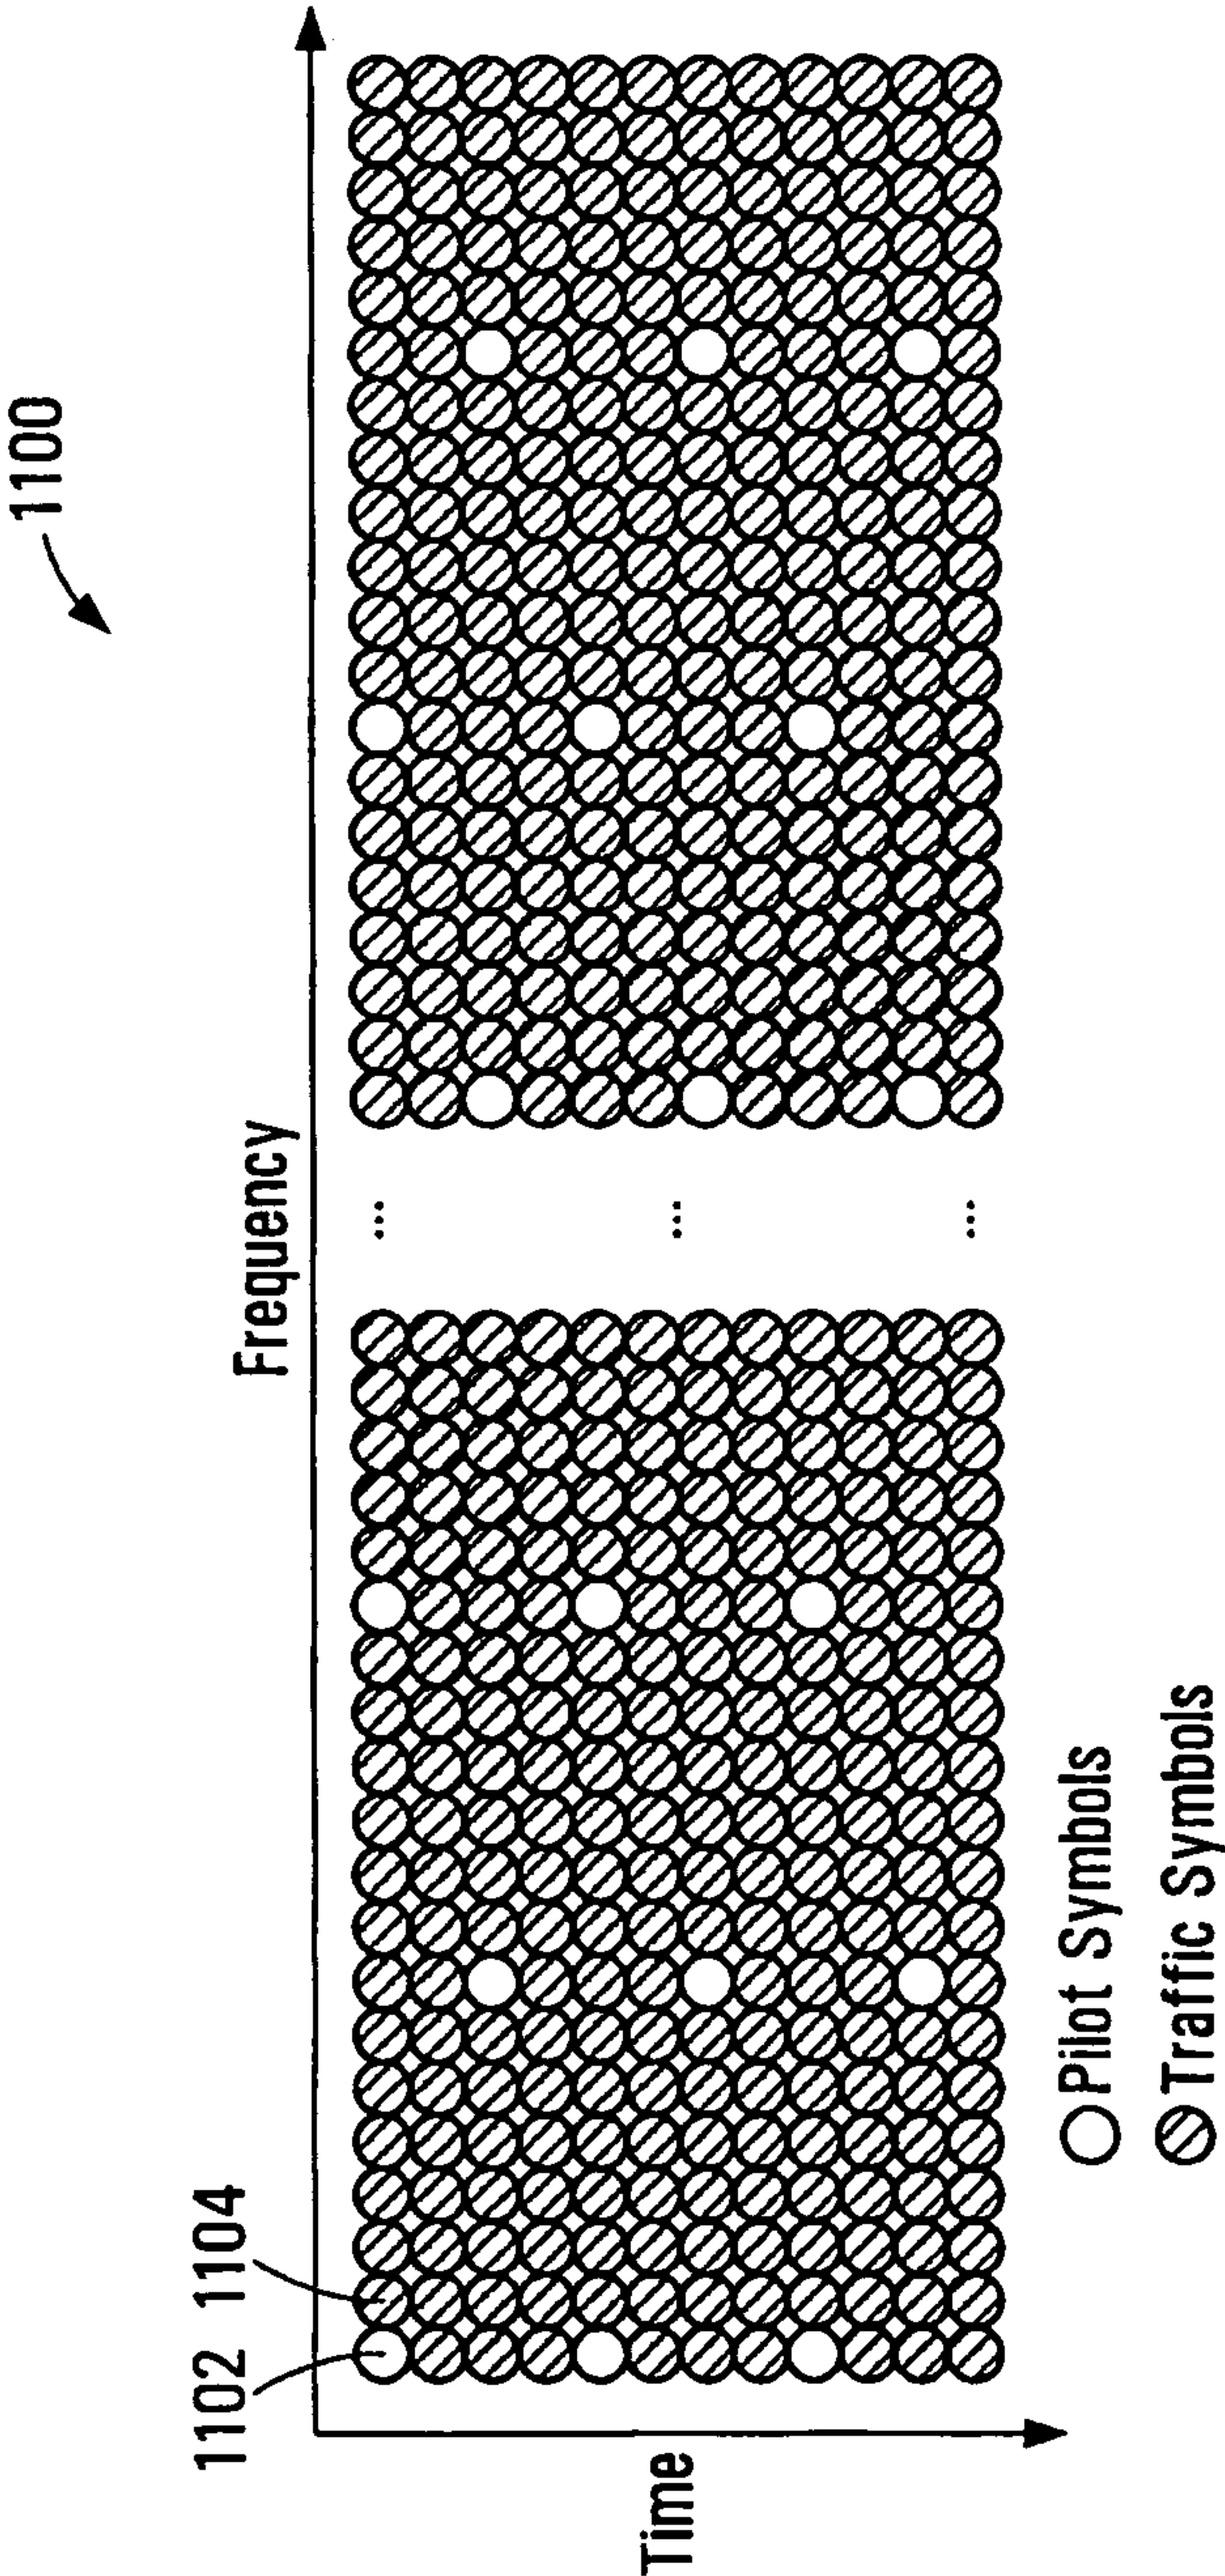 1100
Frequency
1102 1104
...
...
...
Time
Pilot Symbols
Traffic Symbols